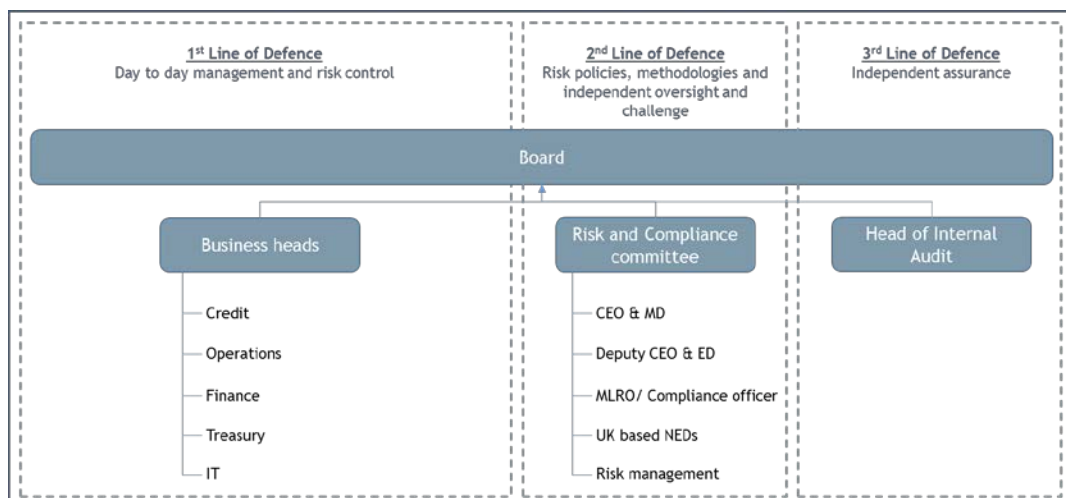 1st Line of Defence
Day to day management and risk control
2nd Line of Defence
Risk policies, methodologies and
independent oversight and
challenge
3rd Line of Defence
Independent assurance
Board
Business heads
Credit
Operations
Finance
Treasury
IT
Risk and Compliance
committee
CEO & MD
Deputy CEO & ED
MLRO/ Compliance officer
UK based NEDs
Risk management
Head of Internal
Audit